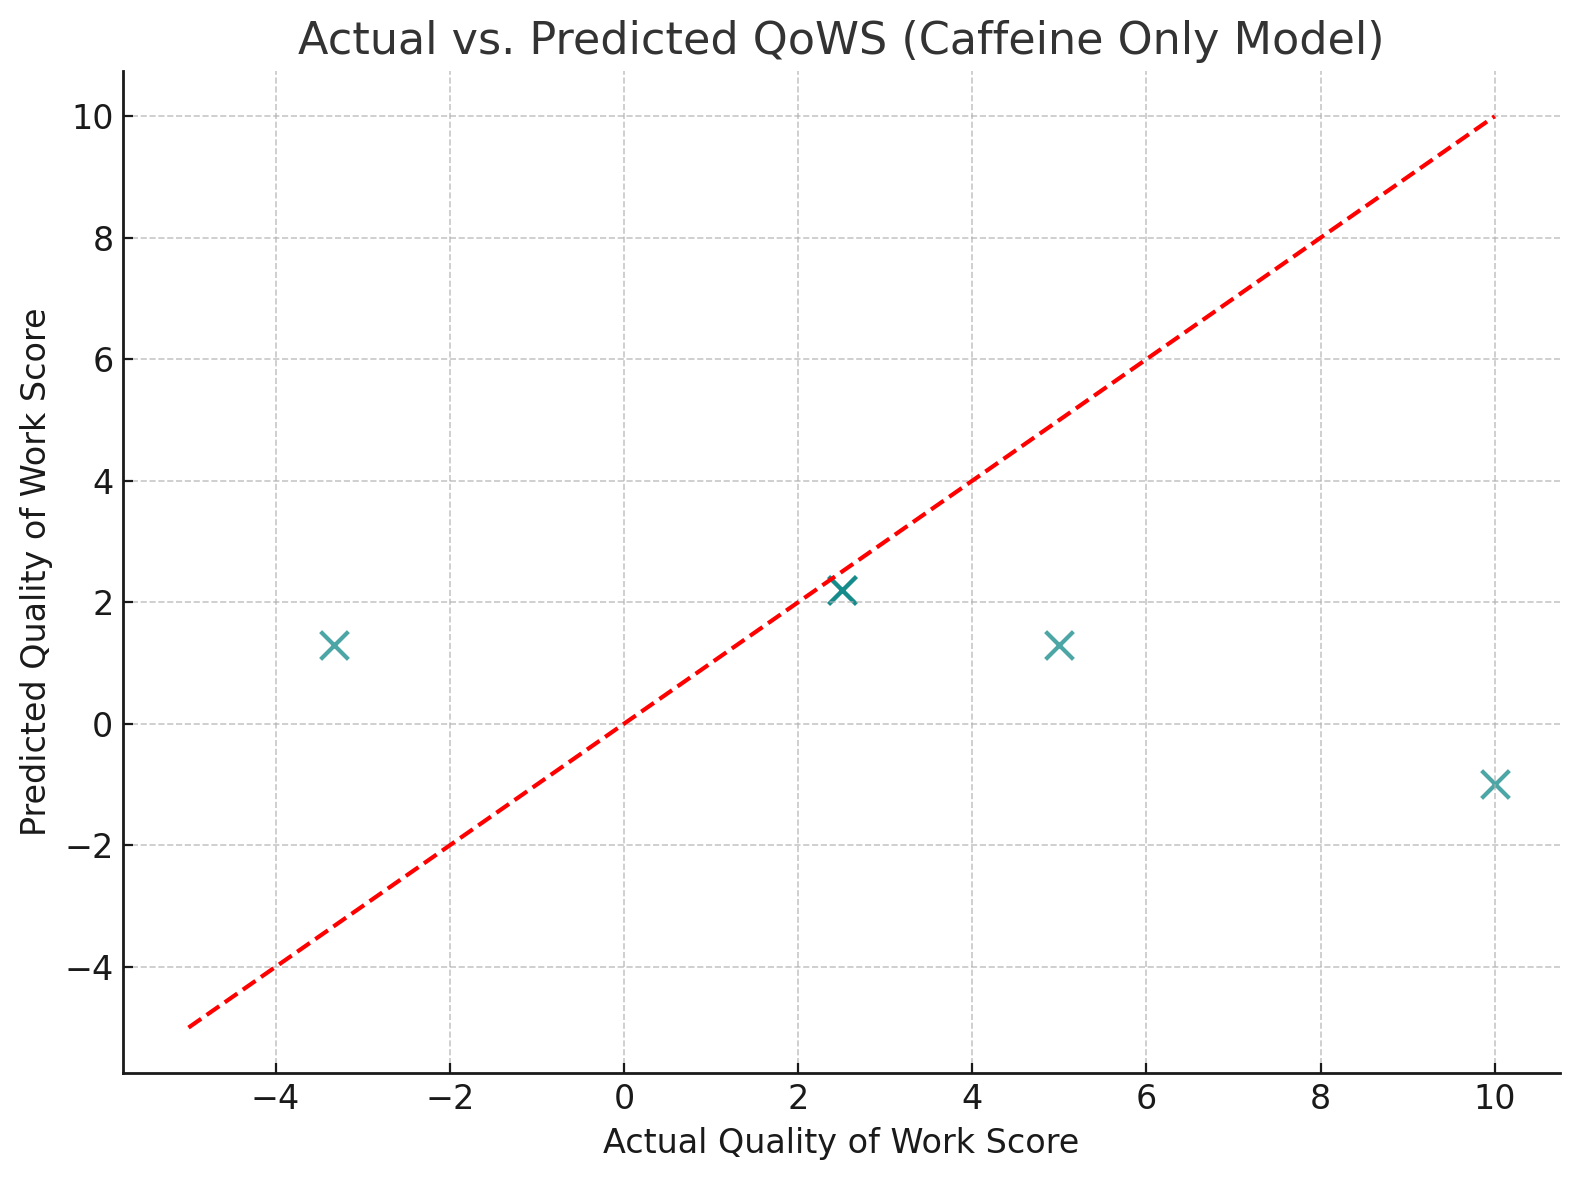 Actual vs. Predicted QoWS (Caffeine Only Model)
10
8
6
4
2
0
−2
−4
Predicted Quality of Work Score
−4 −2 0 2 4 6 8 10
Actual Quality of Work Score